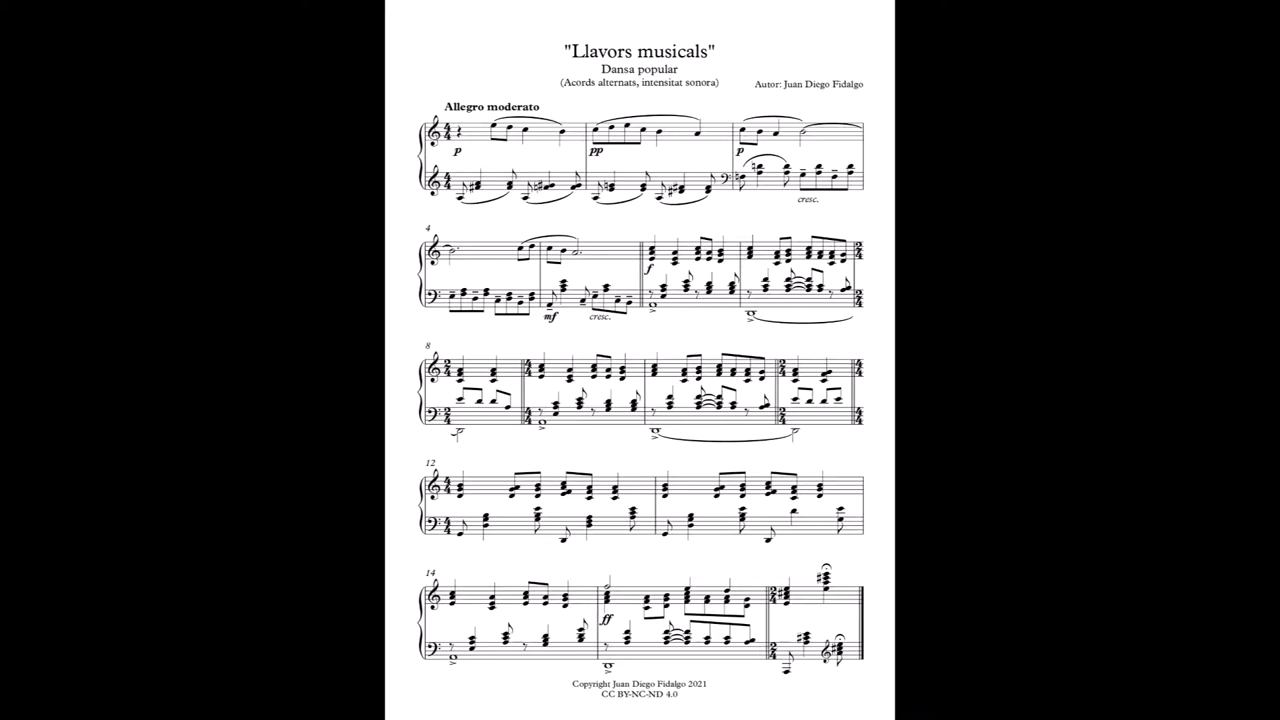 "Llavors musicals"
Dansa popular
(Acords alternats, intensitat sonora)
Autor: Juan Diego Fidalgo
Allegro moderato
p
pp
p
cresc.
4
f
mf
cresc.
8
12
14
ff
Copyright Juan Diego Fidalgo 2021
CC BY-NC-ND 4.0